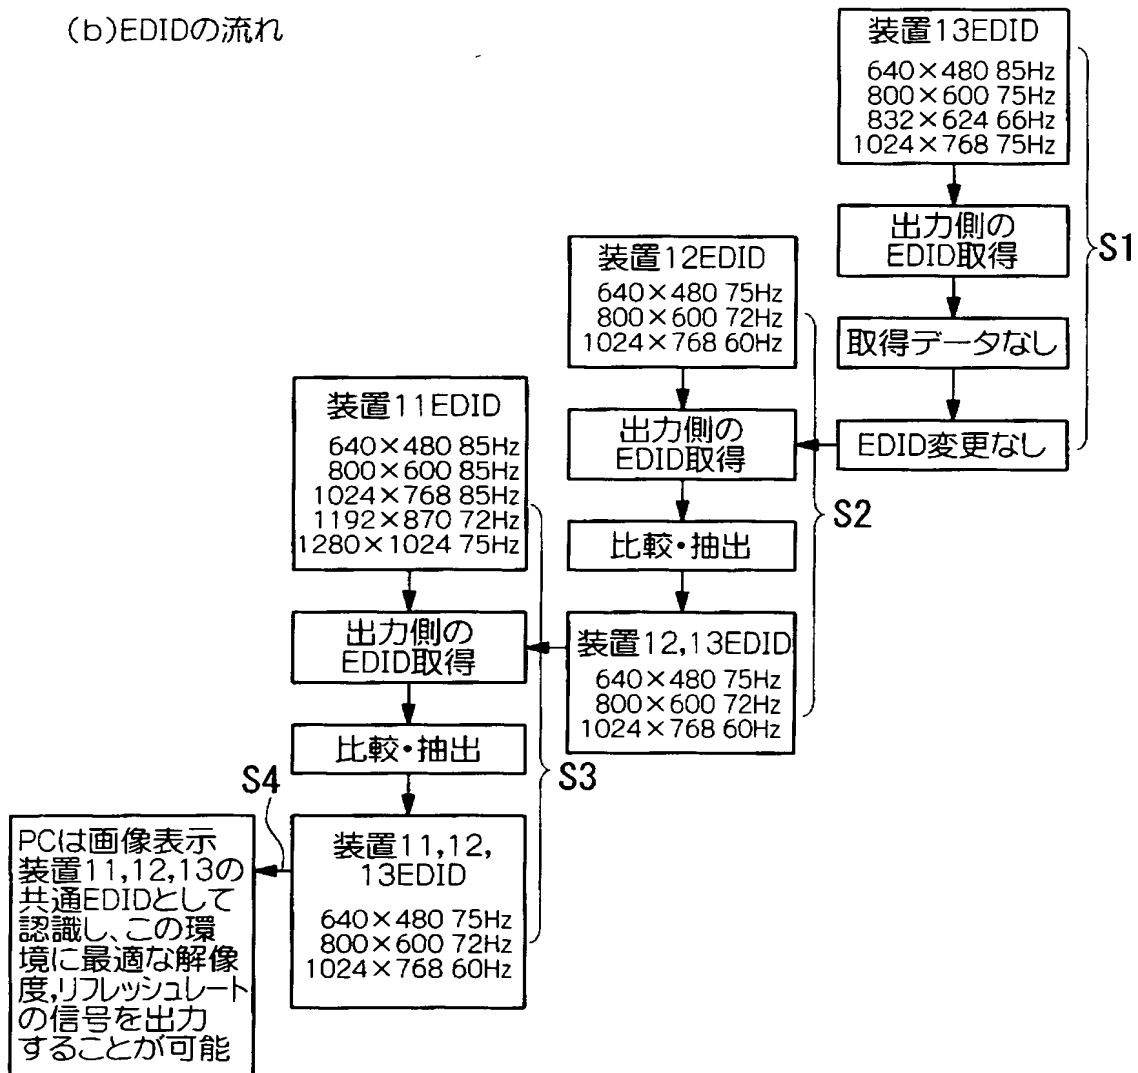 (b)EDIDの流れ
装置13EDID
640×480 85Hz
800×600 75Hz
832×624 66Hz
1024×768 75Hz
出力側の
EDID取得
取得データなし
EDID変更なし
S1
装置12EDID
640×480 75Hz
800×600 72Hz
1024×768 60Hz
出力側の
EDID取得
比較・抽出
装置12,13EDID
640×480 75Hz
800×600 72Hz
1024×768 60Hz
S2
装置11EDID
640×480 85Hz
800×600 85Hz
1024×768 85Hz
1192×870 72Hz
1280×1024 75Hz
出力側の
EDID取得
比較・抽出
装置11,12,
13EDID
640×480 75Hz
800×600 72Hz
1024×768 60Hz
S3
S4
PCは画像表示
装置11,12,13の
共通EDIDとして
認識し、この環
境に最適な解像
度,リフレッシュレート
の信号を出力
することが可能